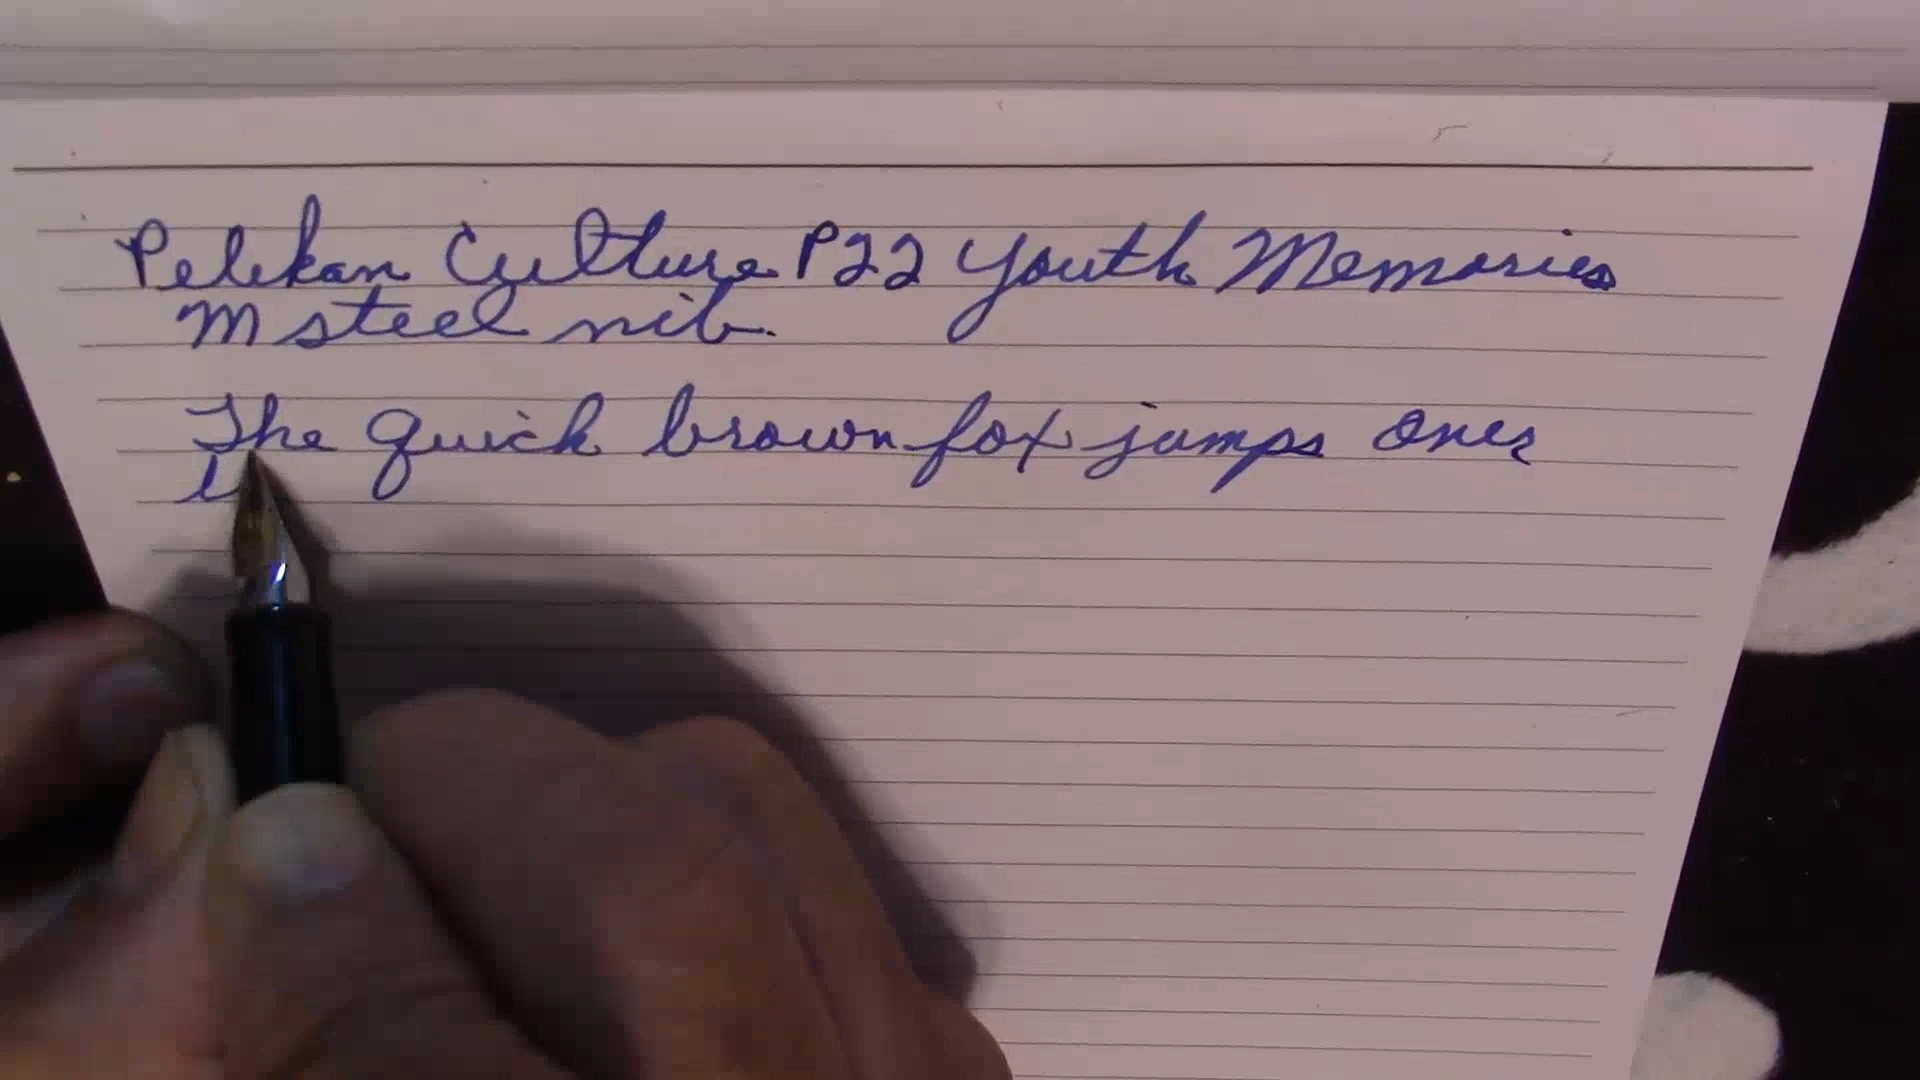 Pelikan Culture P22 Youth Memories
M steel nib.
The quick brown fox jumps over